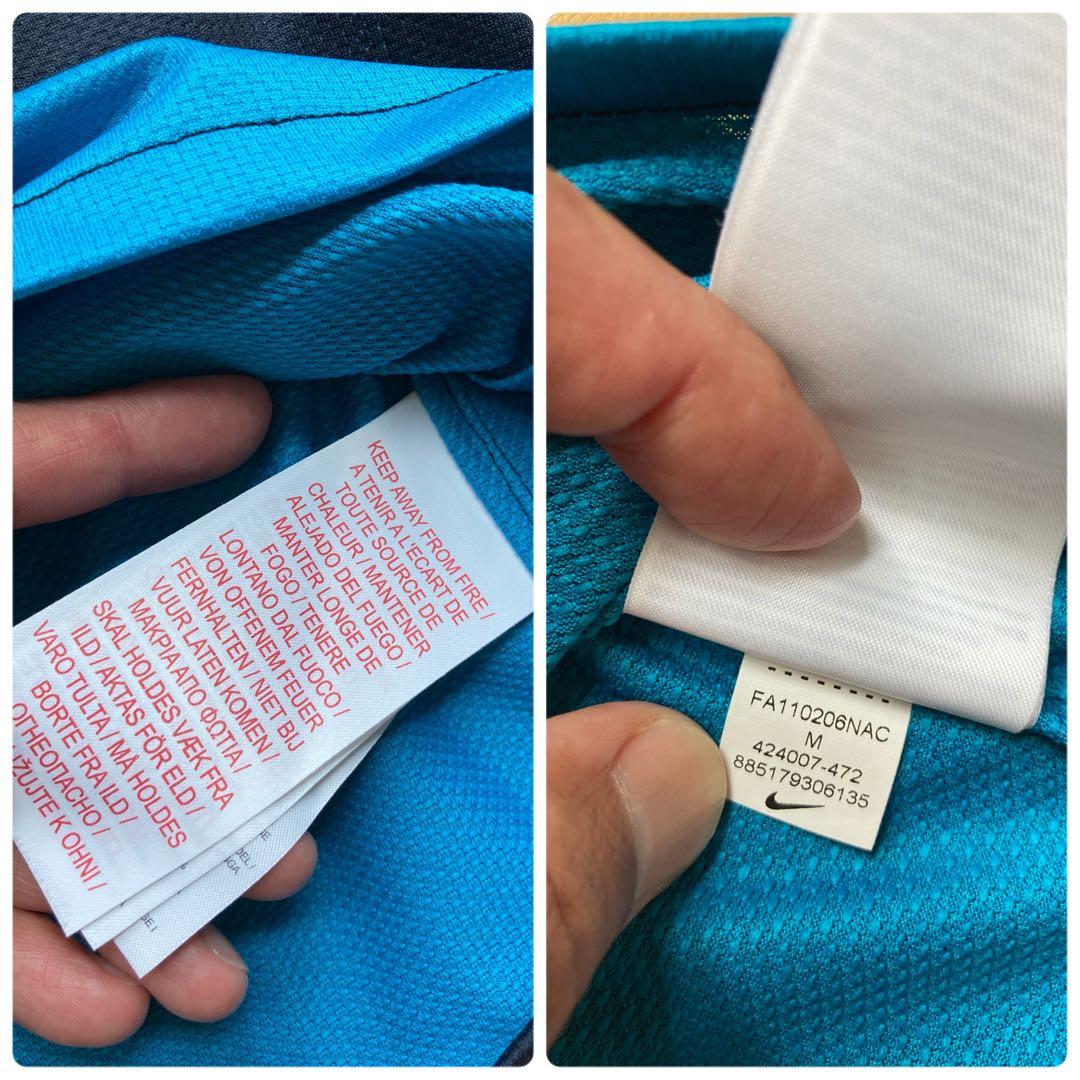 KEEP AWAY FROM FIRE /
A TENIR A L'ECART DE
TOUTE SOURCE DE
CHALEUR / MANTENER
ALEJADO DEL FUEGO /
MANTER LONGE DE
FOGO / TENERE
LONTANO DAL FUOCO /
VON OFFENEM FEUER
FERNHALTEN / NIET BIJ
VUUR LATEN KOMEN /
ΜΑΚΡΙΑ ΑΠΟ ΦΩΤΙΑ /
SKAL HOLDES VÆK FRA
ILD / AKTAS FÖR ELD /
VARO TULTA / MÅ HOLDES
BORTE FRA ILD /
ОГНЕОПАСНО /
IŽUJTE K OHNI /
DEL /
FA110206NAC
M
424007-472
885179306135